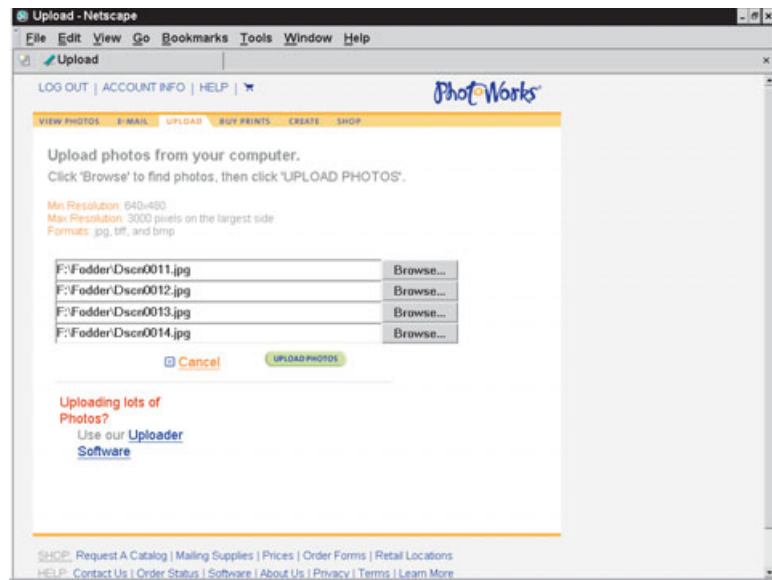 Upload - Netscape
File Edit View Go Bookmarks Tools Window Help
Upload
LOG OUT | ACCOUNT INFO | HELP |
PhotoWorks
VIEW PHOTOS E-MAIL UPLOAD BUY PRINTS CREATE SHOP
Upload photos from your computer.
Click 'Browse' to find photos, then click 'UPLOAD PHOTOS'.
Min Resolution: 640x480
Max Resolution: 3000 pixels on the largest side
Formats: jpg, tiff, and bmp
F:\Fodder\Dscn0011.jpg Browse...
F:\Fodder\Dscn0012.jpg Browse...
F:\Fodder\Dscn0013.jpg Browse...
F:\Fodder\Dscn0014.jpg Browse...
Cancel UPLOAD PHOTOS
Uploading lots of
Photos?
Use our Uploader
Software
SHOP: Request A Catalog | Mailing Supplies | Prices | Order Forms | Retail Locations
HELP: Contact Us | Order Status | Software | About Us | Privacy | Terms | Learn More